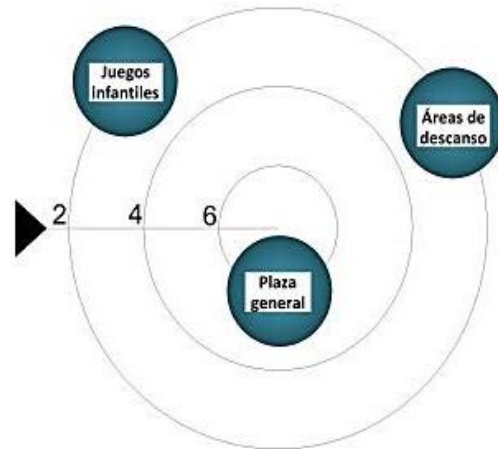 Juegos
infantiles
Áreas de
descanso
2 4 6
Plaza
general